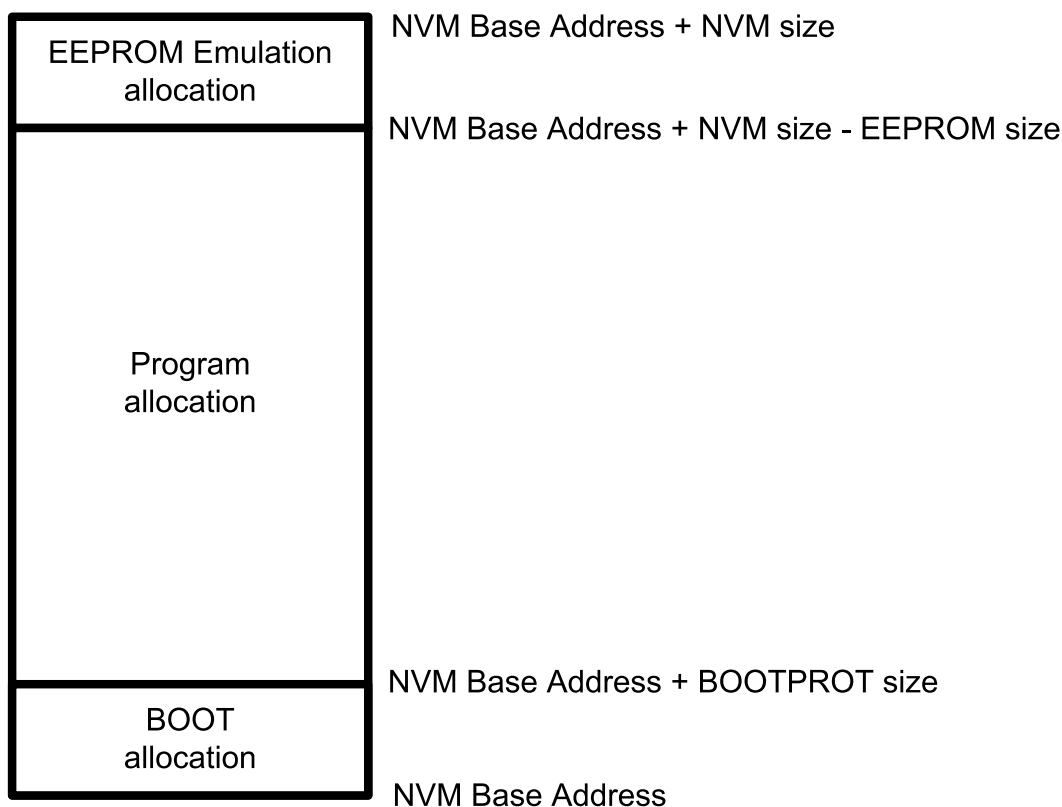 NVM Base Address + NVM size
EEPROM Emulation
allocation
NVM Base Address + NVM size - EEPROM size
Program
allocation
NVM Base Address + BOOTPROT size
BOOT
allocation
NVM Base Address